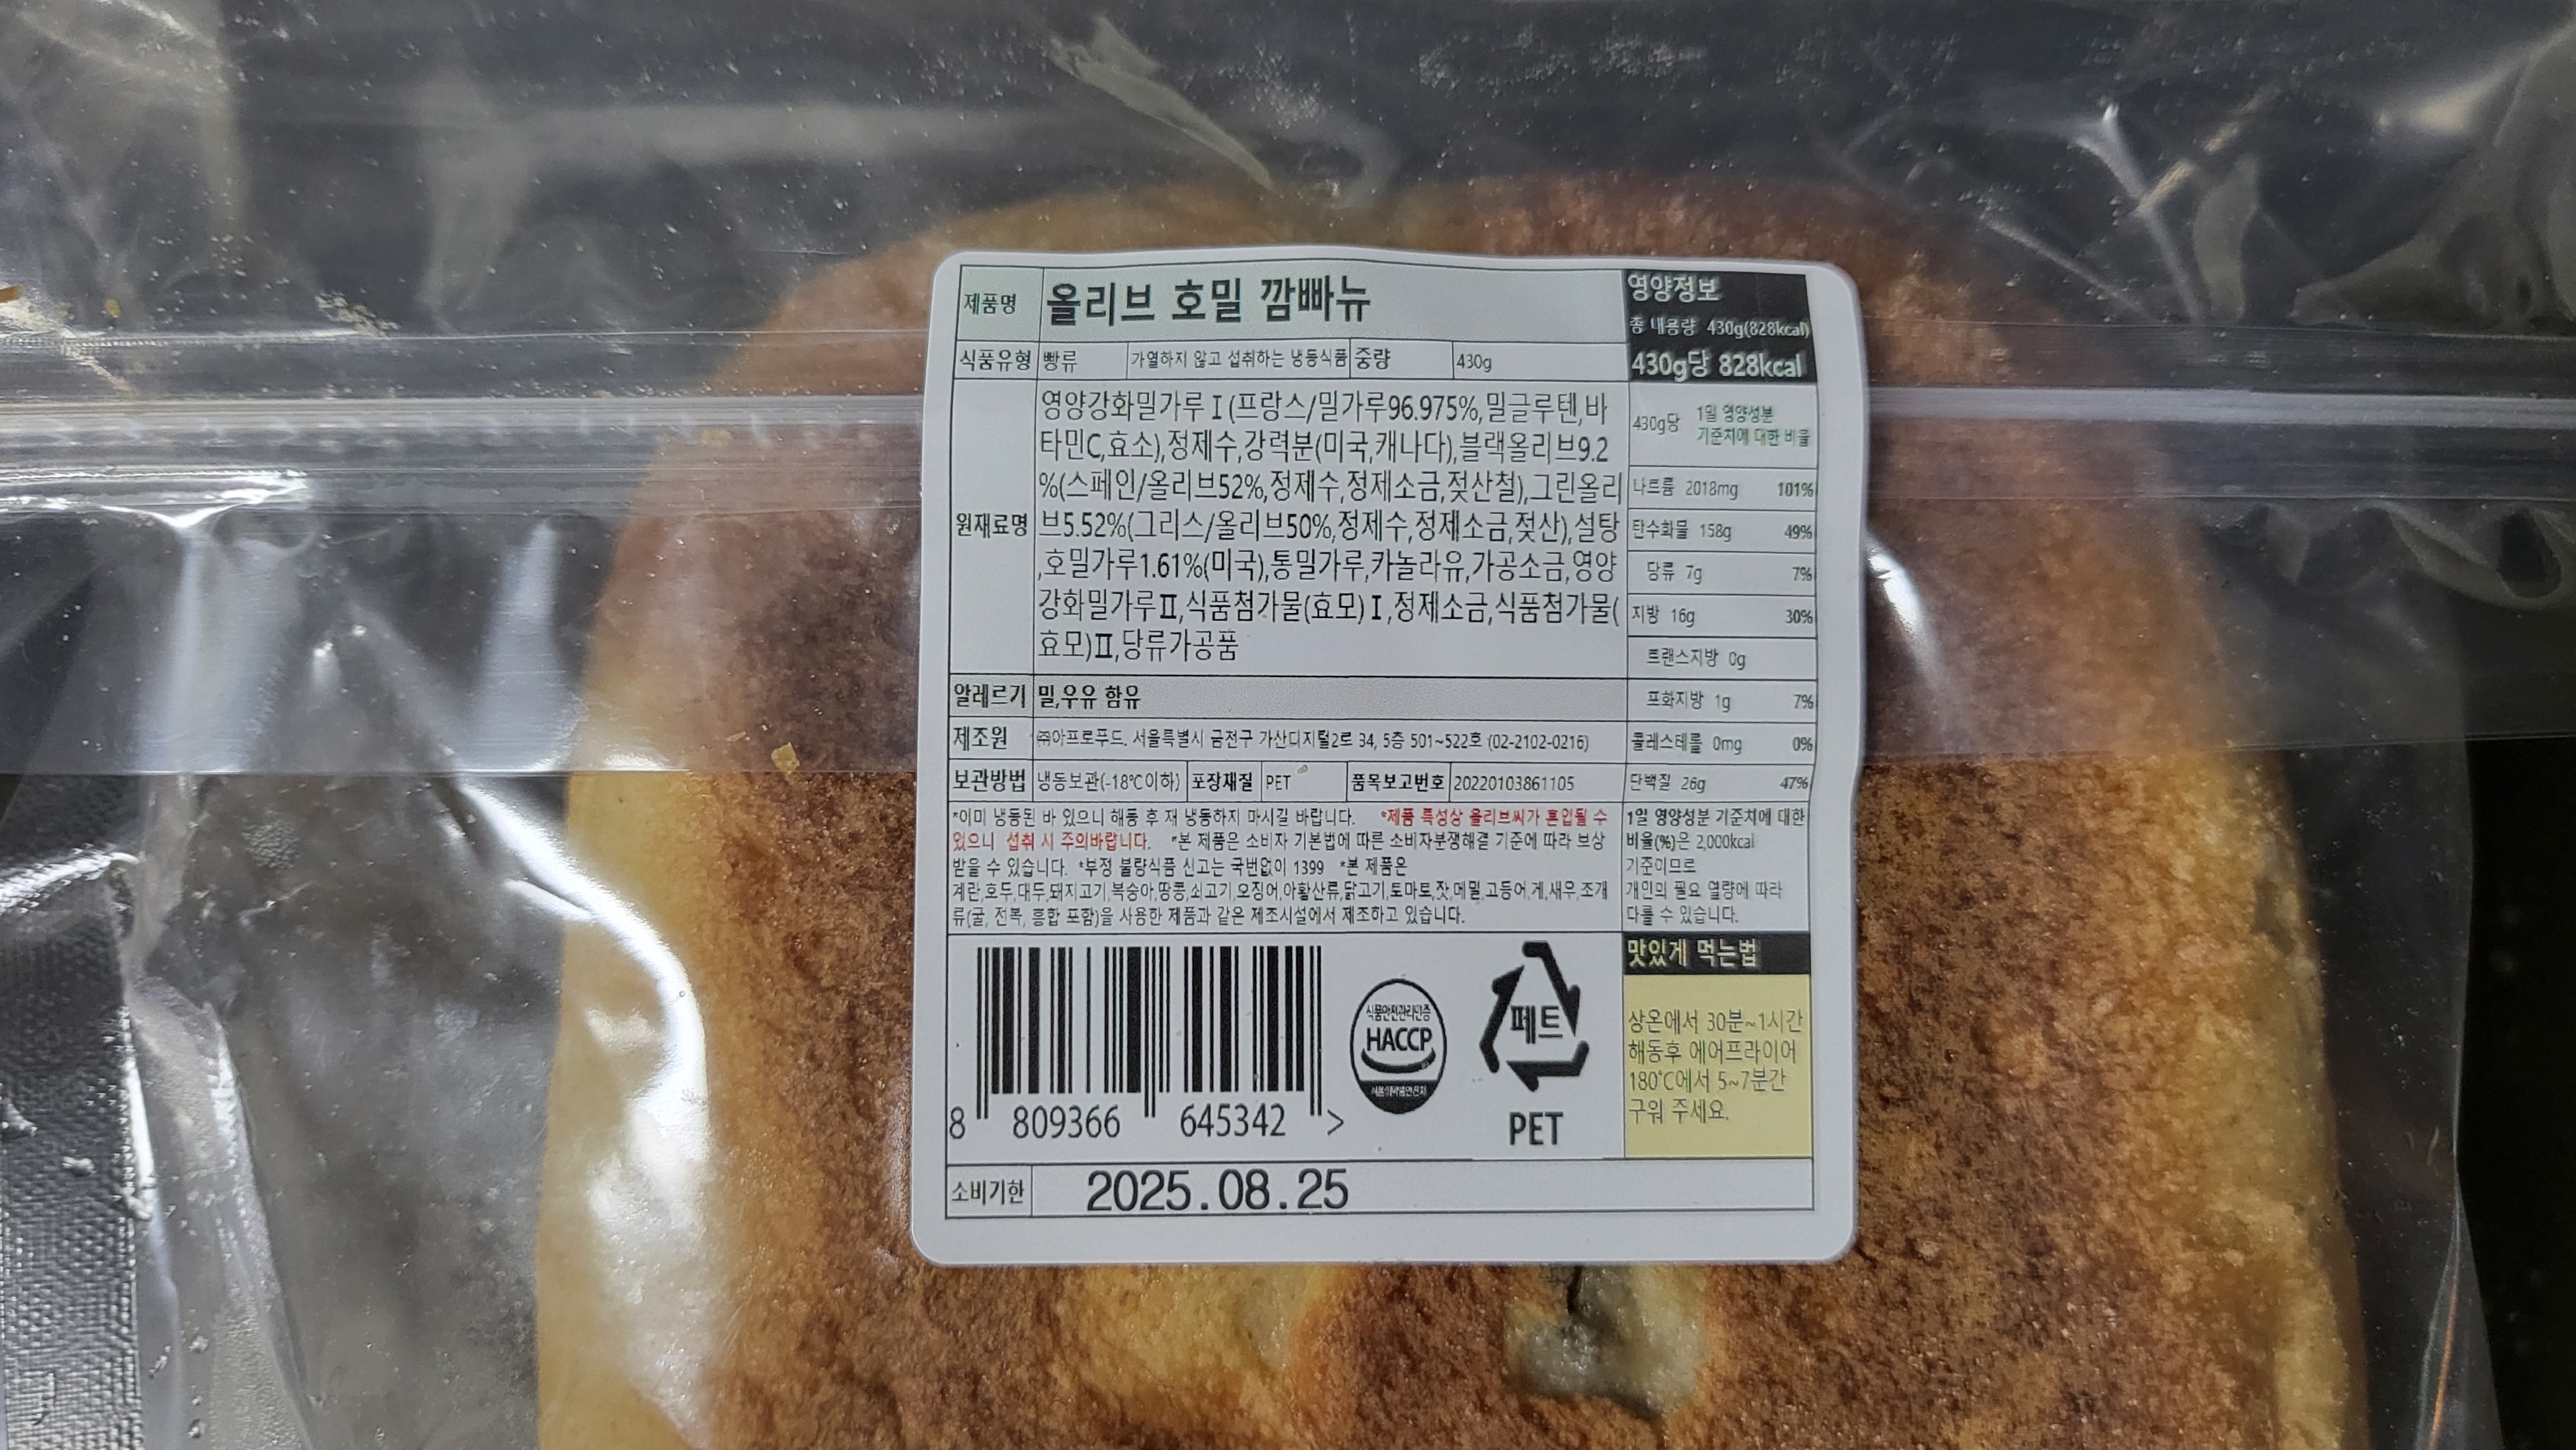 제품명 올리브 호밀 깜빠뉴
식품유형 빵류 가열하지 않고 섭취하는 냉동식품 중량 430g
원재료명
영양강화밀가루Ⅰ(프랑스/밀가루96.975%,밀글루텐,바
타민C,효소),정제수,강력분(미국,캐나다),블랙올리브9.2
%(스페인/올리브52%,정제수,정제소금,젖산철),그린올리
브5.52%(그리스/올리브50%,정제수,정제소금,젖산),설탕
,호밀가루1.61%(미국),통밀가루,카놀라유,가공소금,영양
강화밀가루Ⅱ,식품첨가물(효모)Ⅰ,정제소금,식품첨가물(
효모)Ⅱ,당류가공품
알레르기 밀,우유 함유
제조원 ㈜아프로푸드. 서울특별시 금천구 가산디지털2로 34, 5층 501~522호 (02-2102-0216)
보관방법 냉동보관(-18℃이하) 포장재질 PET 품목보고번호 20220103861105
*이미 냉동된 바 있으니 해동 후 재 냉동하지 마시길 바랍니다. *제품 특성상 올리브씨가 혼입될 수
있으니 섭취 시 주의바랍니다. *본 제품은 소비자 기본법에 따른 소비자분쟁해결 기준에 따라 보상
받을 수 있습니다. *부정 불량식품 신고는 국번없이 1399 *본 제품은
계란,호두,대두,돼지고기,복숭아,땅콩,쇠고기,오징어,아황산류,닭고기,토마토,잣,메밀,고등어,게,새우,조개
류(굴, 전복, 홍합 포함)을 사용한 제품과 같은 제조시설에서 제조하고 있습니다.
영양정보
총 내용량 430g(828kcal)
430g당 828kcal
430g당 1일 영양성분
기준치에 대한 비율
나트륨 2018mg 101%
탄수화물 158g 49%
당류 7g 7%
지방 16g 30%
트랜스지방 0g
포화지방 1g 7%
콜레스테롤 0mg 0%
단백질 26g 47%
1일 영양성분 기준치에 대한
비율(%)은 2,000kcal
기준이므로
개인의 필요 열량에 따라
다를 수 있습니다.
맛있게 먹는법
상온에서 30분~1시간
해동후 에어프라이어
180℃에서 5~7분간
구워 주세요.
8 809366 645342 >
식품안전관리인증
HACCP
페트
PET
소비기한 2025.08.25